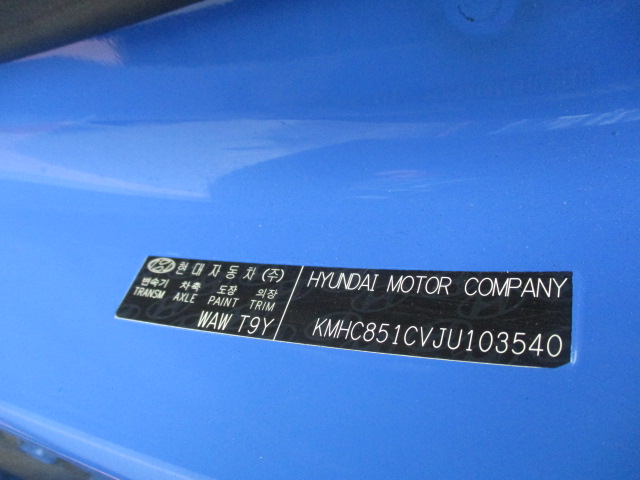 현대자동차(주)
변속기 차축 도장 의장
TRANSM AXLE PAINT TRIM
WAW T9Y
HYUNDAI MOTOR COMPANY
KMHC851CVJU103540